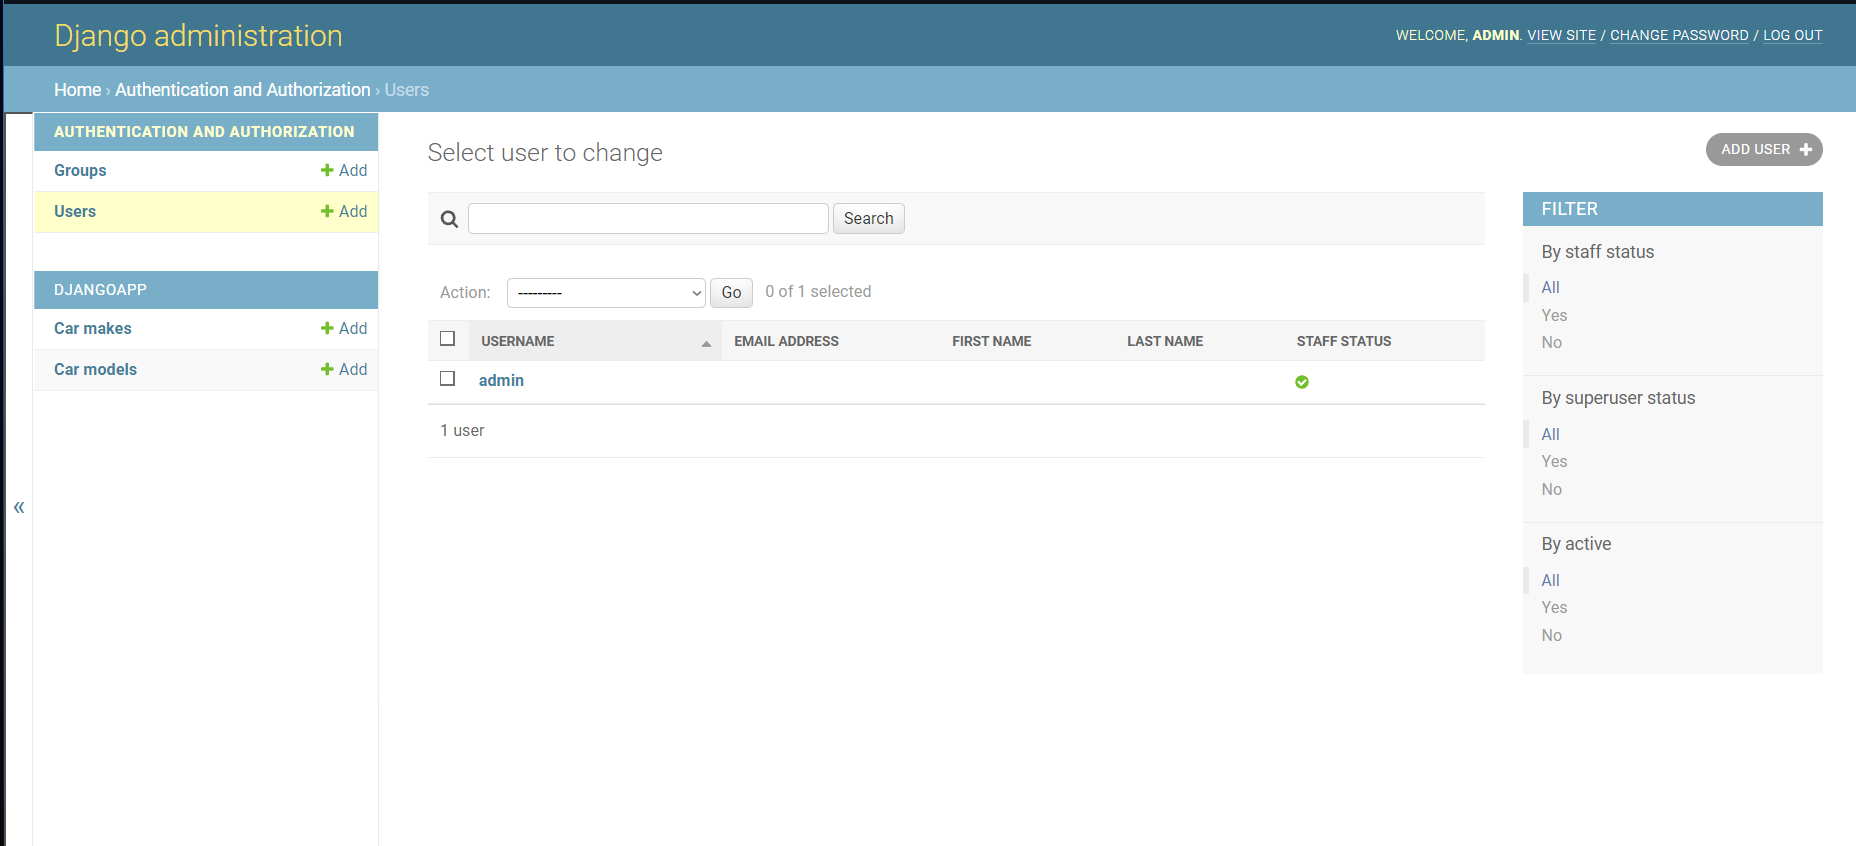 Django administration
WELCOME, ADMIN. VIEW SITE / CHANGE PASSWORD / LOG OUT
Home › Authentication and Authorization › Users
AUTHENTICATION AND AUTHORIZATION
Groups + Add
Users + Add
DJANGOAPP
Car makes + Add
Car models + Add
«
Select user to change
ADD USER +
Search
Action: --------- Go 0 of 1 selected
USERNAME EMAIL ADDRESS FIRST NAME LAST NAME STAFF STATUS
admin
1 user
FILTER
By staff status
All
Yes
No
By superuser status
All
Yes
No
By active
All
Yes
No